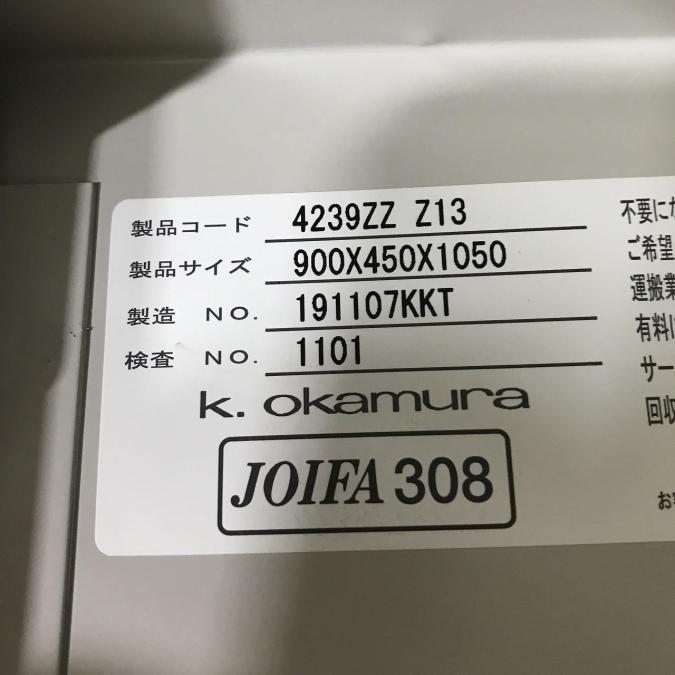 製品コード 4239ZZ Z13
製品サイズ 900X450X1050
製造 NO. 191107KKT
検査 NO. 1101
k. okamura
JOIFA 308
不要にな
ご希望
運搬業
有料に
サー
回収
お客